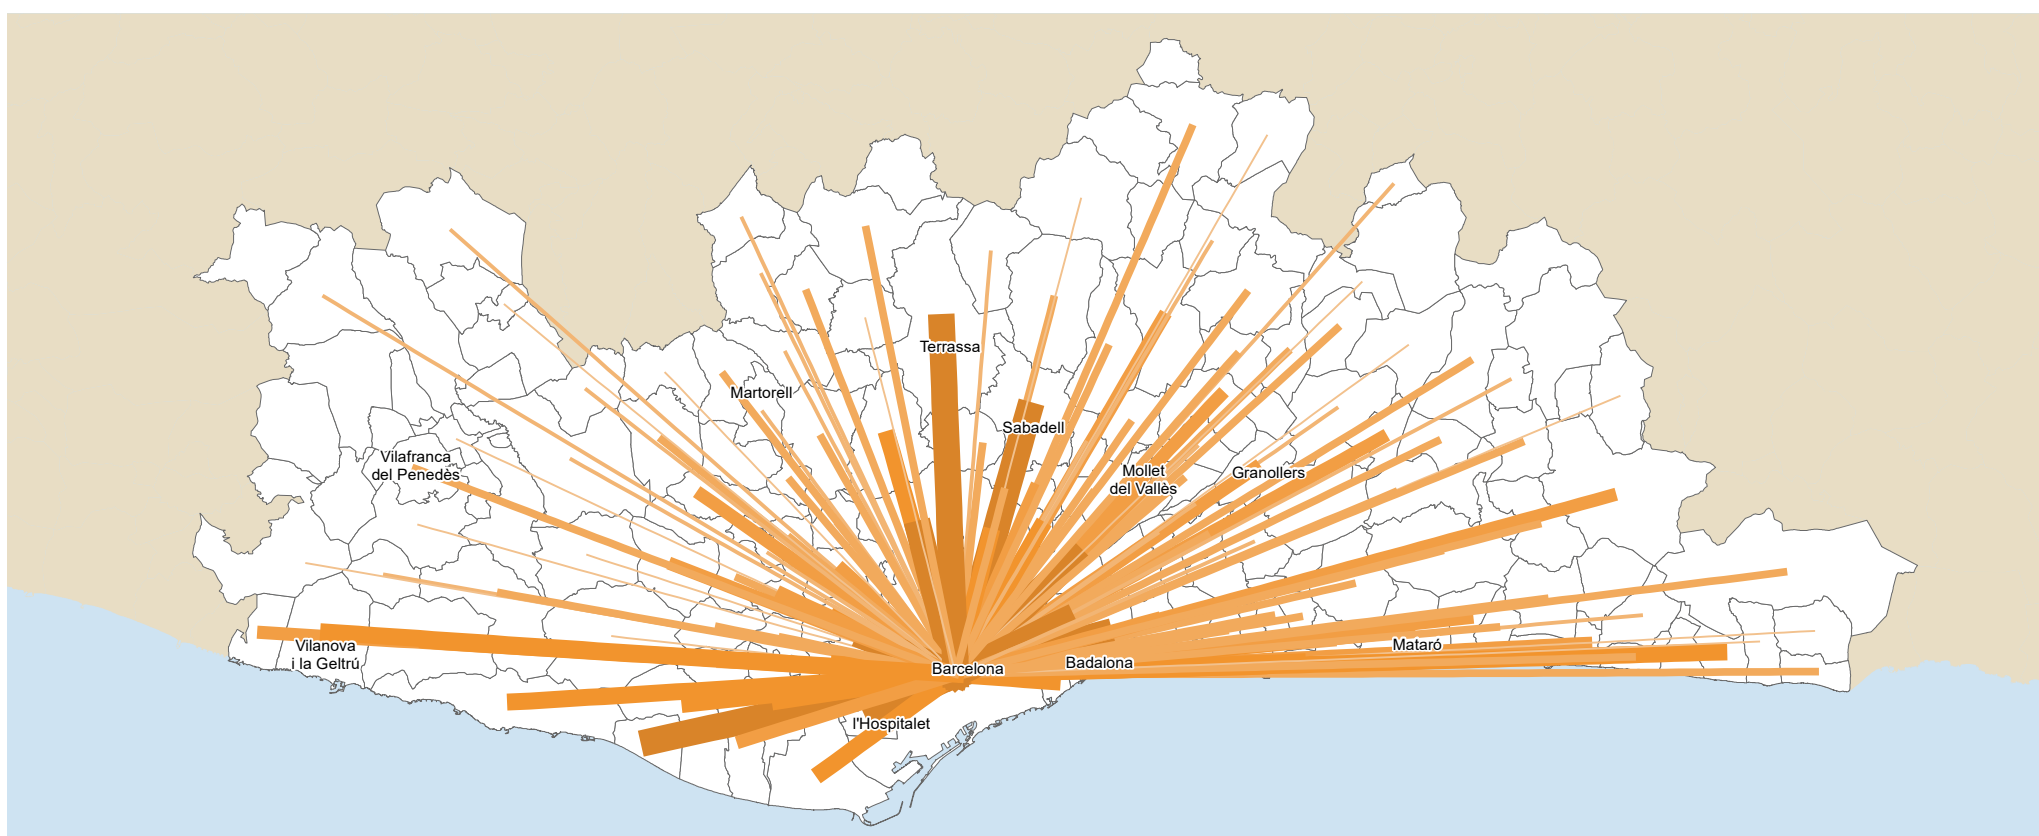 Terrassa
Martorell
Sabadell
Vilafranca
del Penedès
Mollet
del Vallès
Granollers
Vilanova
i la Geltrú
Barcelona
Badalona
Mataró
l'Hospitalet